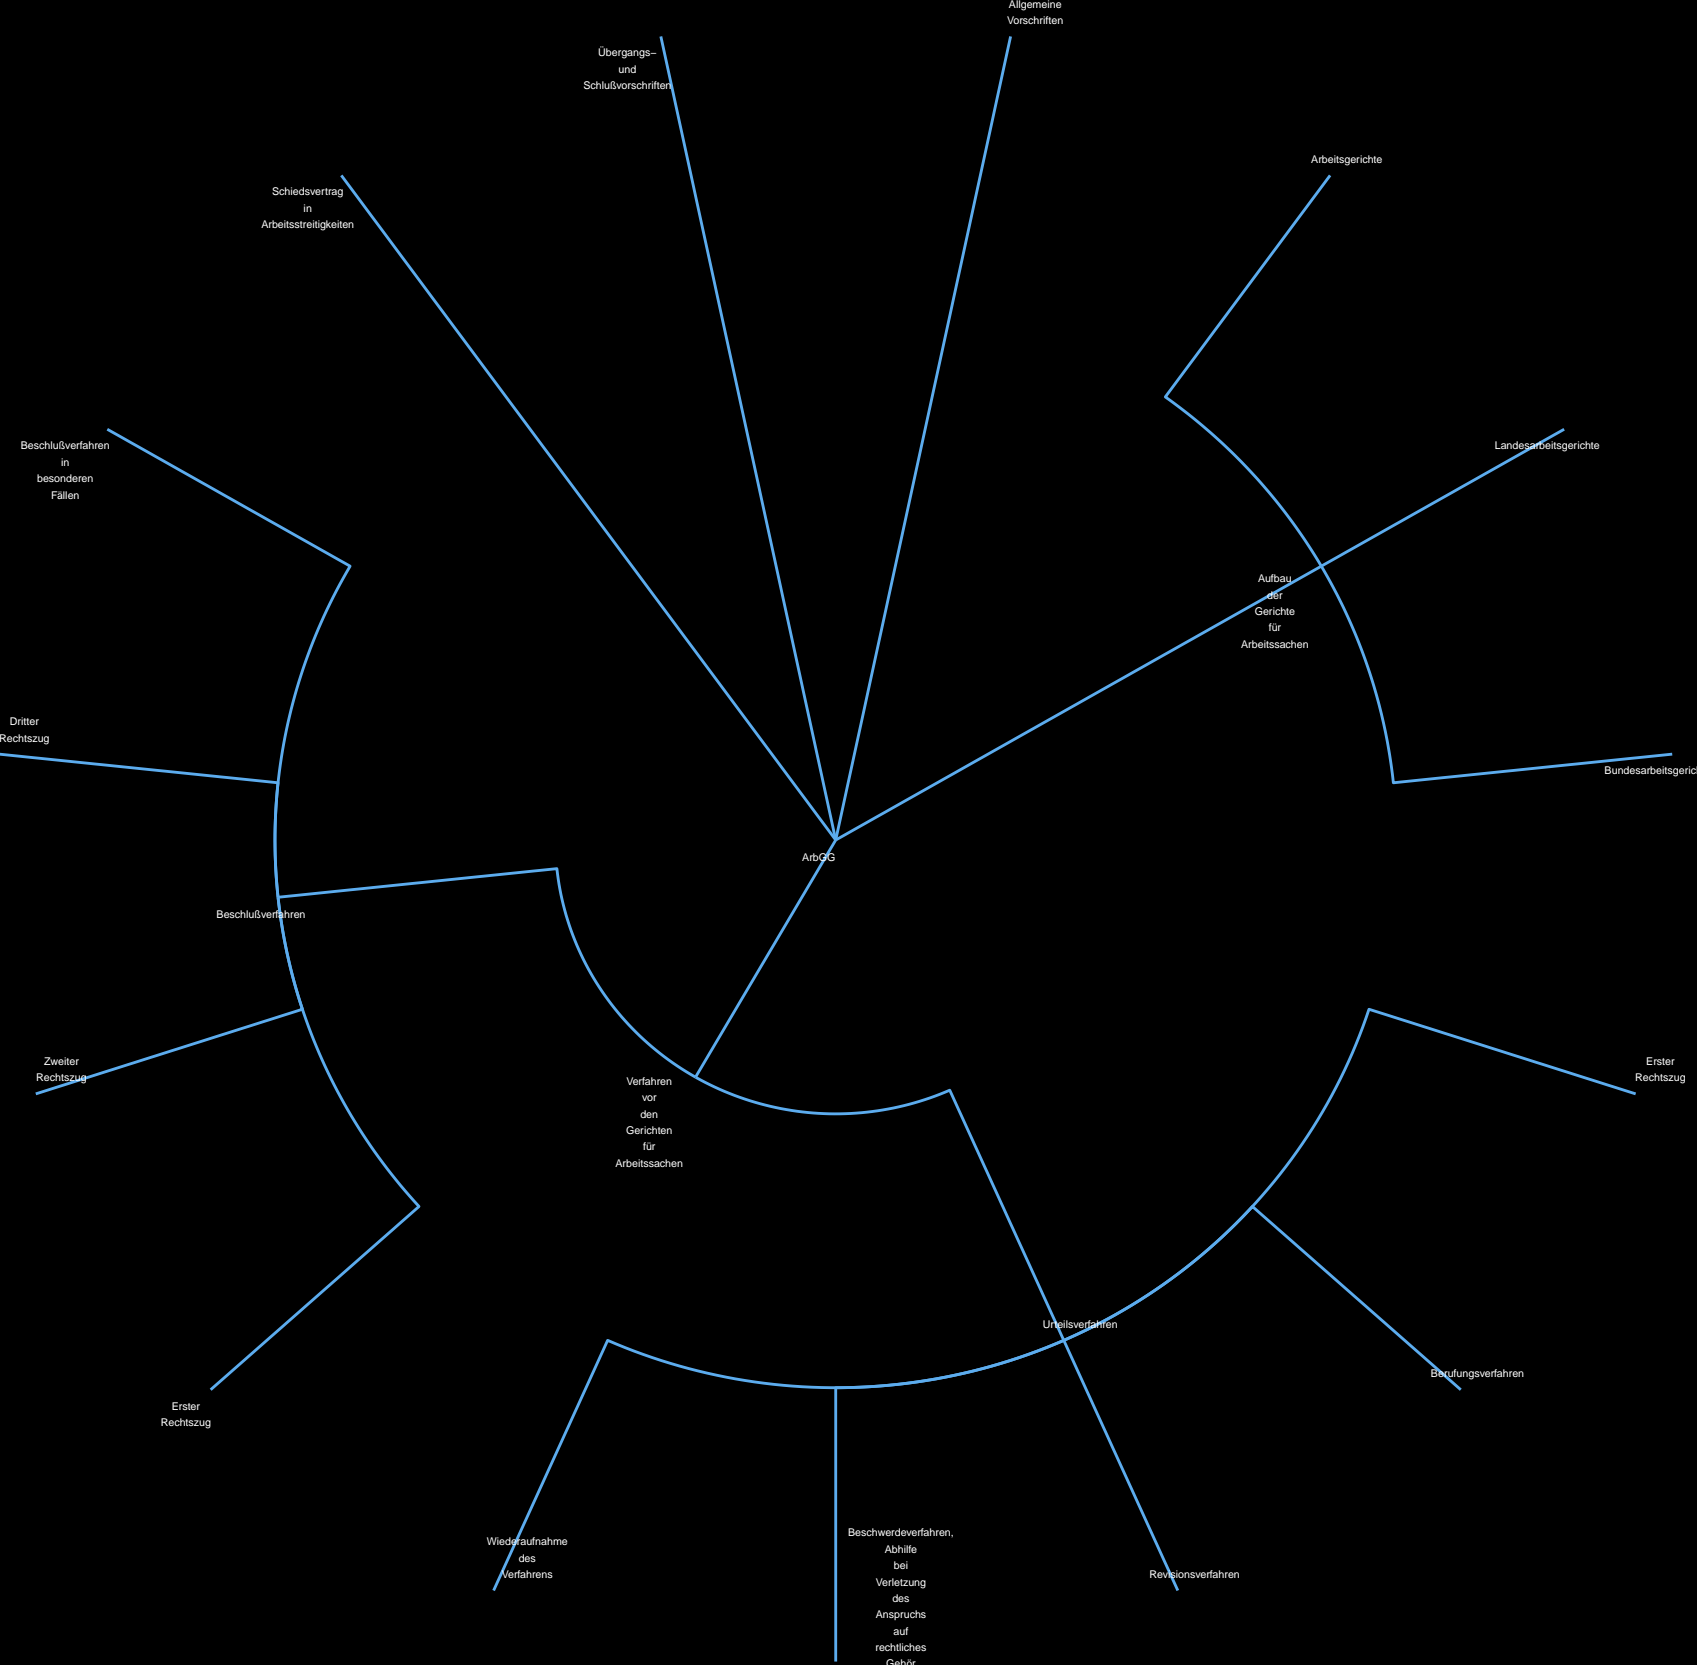 Allgemeine
Vorschriften
Übergangs–
und
Schlußvorschriften
Arbeitsgerichte
Schiedsvertrag
in
Arbeitsstreitigkeiten
Beschlußverfahren
in
besonderen
Fällen
Landesarbeitsgerichte
Aufbau
der
Gerichte
für
Arbeitssachen
Dritter
Rechtszug
Bundesarbeitsgeric
ArbGG
Beschlußverfahren
Zweiter
Rechtszug
Verfahren
vor
den
Gerichten
für
Arbeitssachen
Erster
Rechtszug
Urteilsverfahren
Berufungsverfahren
Erster
Rechtszug
Wiederaufnahme
des
Verfahrens
Beschwerdeverfahren,
Abhilfe
bei
Verletzung
des
Anspruchs
auf
rechtliches
Gehör
Revisionsverfahren